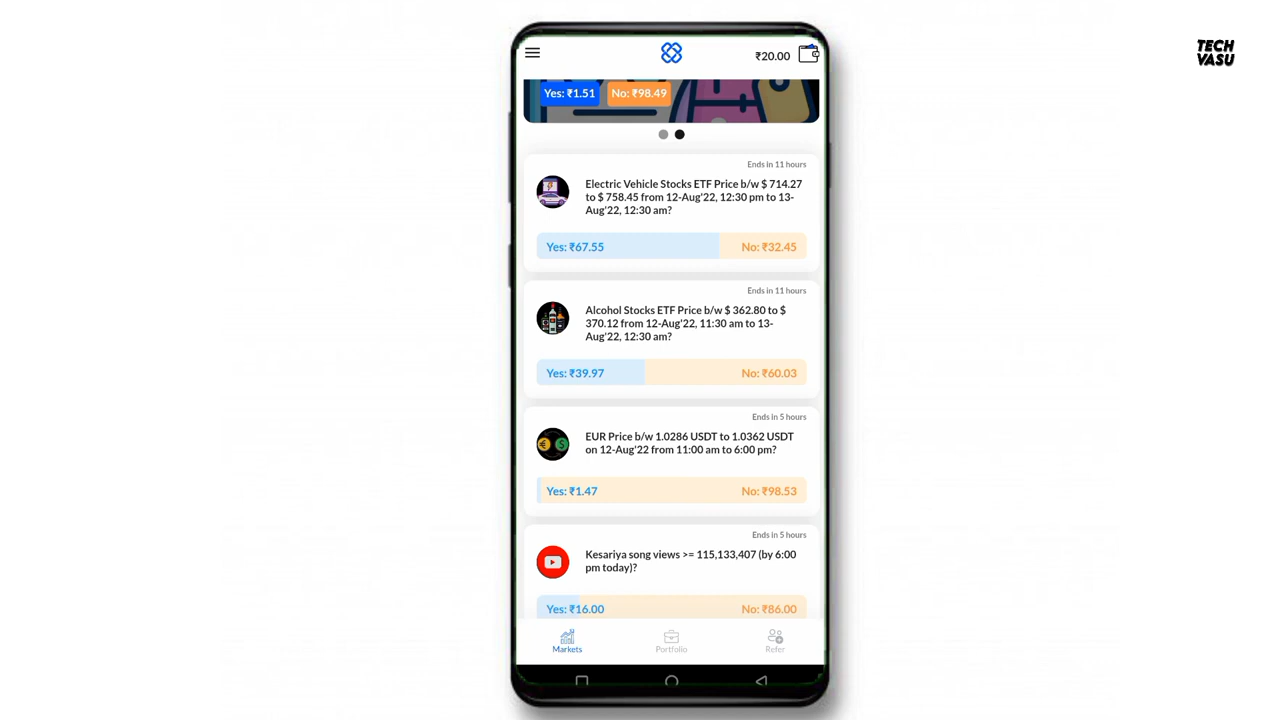 TECH
VASU
₹20.00
Yes: ₹1.51 No: ₹98.49
Ends in 11 hours
Electric Vehicle Stocks ETF Price b/w $ 714.27
to $ 758.45 from 12-Aug'22, 12:30 pm to 13-
Aug'22, 12:30 am?
Yes: ₹67.55 No: ₹32.45
Ends in 11 hours
Alcohol Stocks ETF Price b/w $ 362.80 to $
370.12 from 12-Aug'22, 11:30 am to 13-
Aug'22, 12:30 am?
Yes: ₹39.97 No: ₹60.03
Ends in 5 hours
EUR Price b/w 1.0286 USDT to 1.0362 USDT
on 12-Aug'22 from 11:00 am to 6:00 pm?
Yes: ₹1.47 No: ₹98.53
Ends in 5 hours
Kesariya song views >= 115,133,407 (by 6:00
pm today)?
Yes: ₹16.00 No: ₹86.00
Markets Portfolio Refer